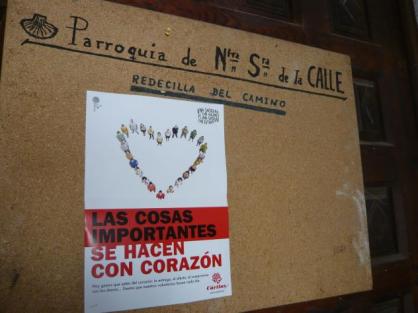 Parroquia de Ntra Sra de la CALLE
REDECILLA DEL CAMINO
LAS COSAS
IMPORTANTES
SE HACEN
CON CORAZÓN
Cáritas